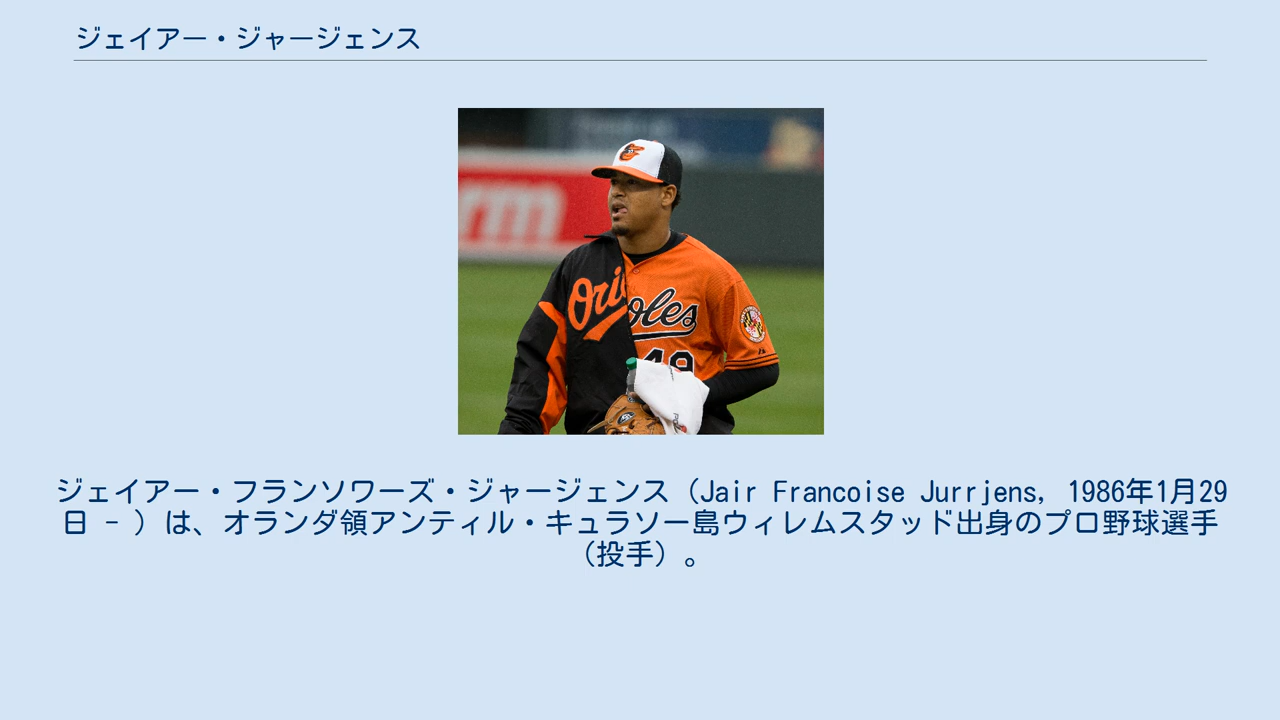 ジェイアー・ジャージェンス
rm
Orioles
49
ジェイアー・フランソワーズ・ジャージェンス（Jair Francoise Jurrjens, 1986年1月29
日 - ）は、オランダ領アンティル・キュラソー島ウィレムスタッド出身のプロ野球選手
（投手）。